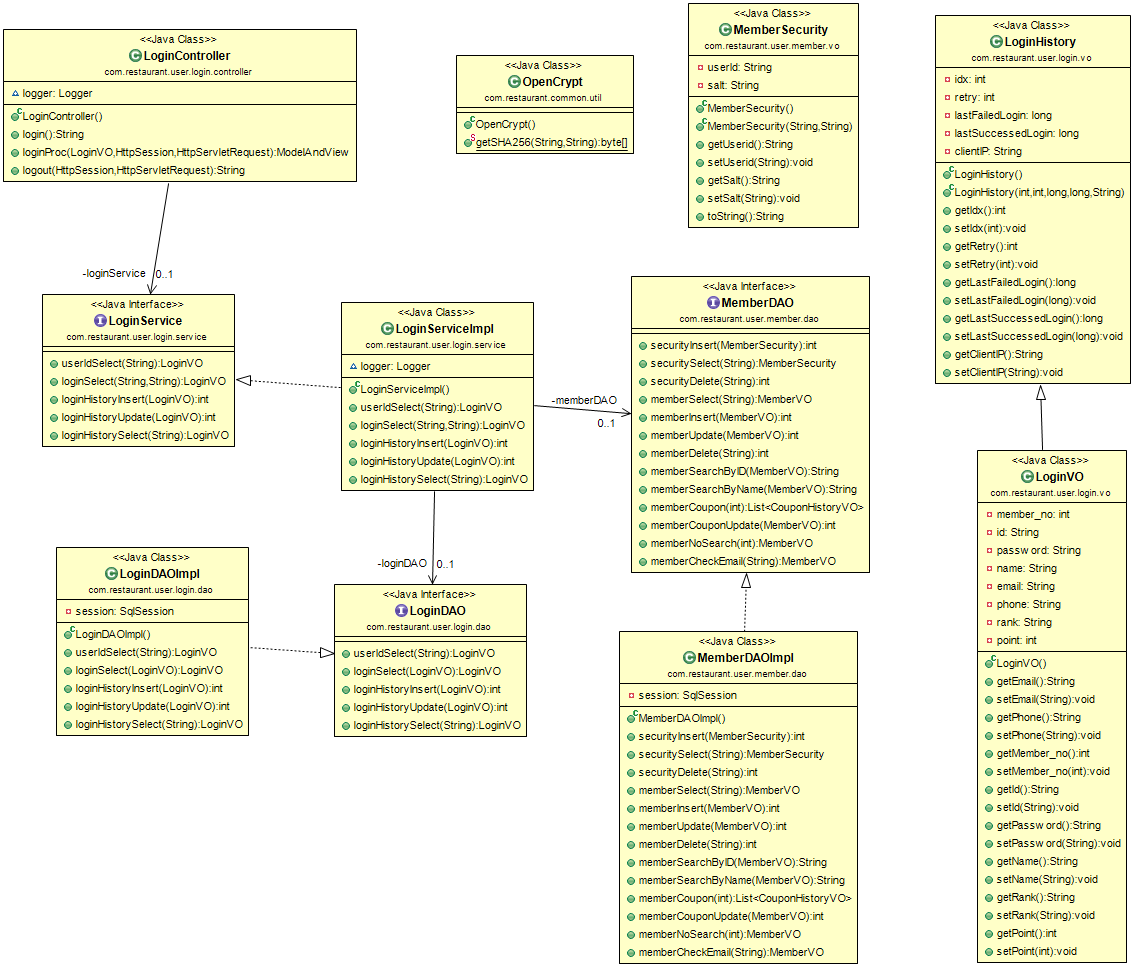 <<Java Class>>
LoginController
com.restaurant.user.login.controller
logger: Logger
LoginController()
login():String
loginProc(LoginVO,HttpSession,HttpServletRequest):ModelAndView
logout(HttpSession,HttpServletRequest):String
<<Java Class>>
OpenCrypt
com.restaurant.common.util
OpenCrypt()
getSHA256(String,String):byte[]
<<Java Class>>
MemberSecurity
com.restaurant.user.member.vo
userId: String
salt: String
MemberSecurity()
MemberSecurity(String,String)
getUserid():String
setUserid(String):void
getSalt():String
setSalt(String):void
toString():String
<<Java Class>>
LoginHistory
com.restaurant.user.login.vo
idx: int
retry: int
lastFailedLogin: long
lastSuccessedLogin: long
clientIP: String
LoginHistory()
LoginHistory(int,int,long,long,String)
getIdx():int
setIdx(int):void
getRetry():int
setRetry(int):void
getLastFailedLogin():long
setLastFailedLogin(long):void
getLastSuccessedLogin():long
setLastSuccessedLogin(long):void
getClientIP():String
setClientIP(String):void
-loginService 0..1
<<Java Interface>>
LoginService
com.restaurant.user.login.service
userIdSelect(String):LoginVO
loginSelect(String,String):LoginVO
loginHistoryInsert(LoginVO):int
loginHistoryUpdate(LoginVO):int
loginHistorySelect(String):LoginVO
<<Java Class>>
LoginServiceImpl
com.restaurant.user.login.service
logger: Logger
LoginServiceImpl()
userIdSelect(String):LoginVO
loginSelect(String,String):LoginVO
loginHistoryInsert(LoginVO):int
loginHistoryUpdate(LoginVO):int
loginHistorySelect(String):LoginVO
-memberDAO
0..1
<<Java Interface>>
MemberDAO
com.restaurant.user.member.dao
securityInsert(MemberSecurity):int
securitySelect(String):MemberSecurity
securityDelete(String):int
memberSelect(String):MemberVO
memberInsert(MemberVO):int
memberUpdate(MemberVO):int
memberDelete(String):int
memberSearchByID(MemberVO):String
memberSearchByName(MemberVO):String
memberCoupon(int):List<CouponHistoryVO>
memberCouponUpdate(MemberVO):int
memberNoSearch(int):MemberVO
memberCheckEmail(String):MemberVO
<<Java Class>>
LoginVO
com.restaurant.user.login.vo
member_no: int
id: String
password: String
name: String
email: String
phone: String
rank: String
point: int
LoginVO()
getEmail():String
setEmail(String):void
getPhone():String
setPhone(String):void
getMember_no():int
setMember_no(int):void
getId():String
setId(String):void
getPassword():String
setPassword(String):void
getName():String
setName(String):void
getRank():String
setRank(String):void
getPoint():int
setPoint(int):void
<<Java Class>>
LoginDAOImpl
com.restaurant.user.login.dao
session: SqlSession
LoginDAOImpl()
userIdSelect(String):LoginVO
loginSelect(LoginVO):LoginVO
loginHistoryInsert(LoginVO):int
loginHistoryUpdate(LoginVO):int
loginHistorySelect(String):LoginVO
-loginDAO 0..1
<<Java Interface>>
LoginDAO
com.restaurant.user.login.dao
userIdSelect(String):LoginVO
loginSelect(LoginVO):LoginVO
loginHistoryInsert(LoginVO):int
loginHistoryUpdate(LoginVO):int
loginHistorySelect(String):LoginVO
<<Java Class>>
MemberDAOImpl
com.restaurant.user.member.dao
session: SqlSession
MemberDAOImpl()
securityInsert(MemberSecurity):int
securitySelect(String):MemberSecurity
securityDelete(String):int
memberSelect(String):MemberVO
memberInsert(MemberVO):int
memberUpdate(MemberVO):int
memberDelete(String):int
memberSearchByID(MemberVO):String
memberSearchByName(MemberVO):String
memberCoupon(int):List<CouponHistoryVO>
memberCouponUpdate(MemberVO):int
memberNoSearch(int):MemberVO
memberCheckEmail(String):MemberVO